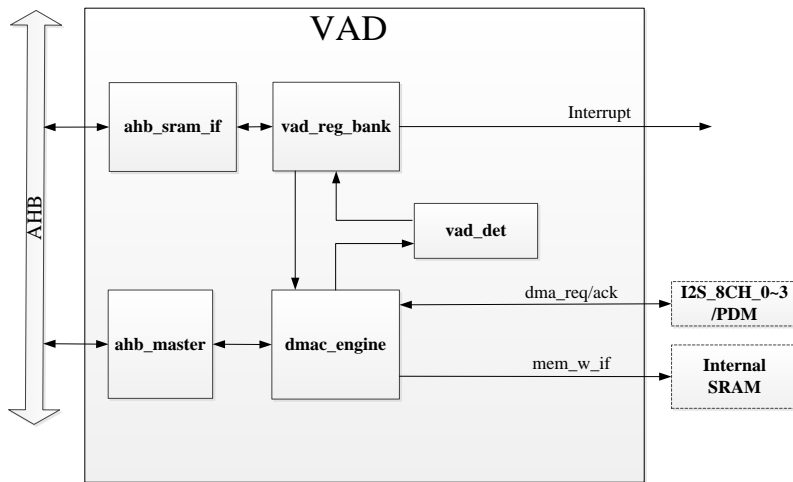 VAD
Interrupt
ahb_sram_if
vad_reg_bank
AHB
vad_det
dma_req/ack
I2S_8CH_0~3
/PDM
ahb_master
dmac_engine
mem_w_if
Internal
SRAM